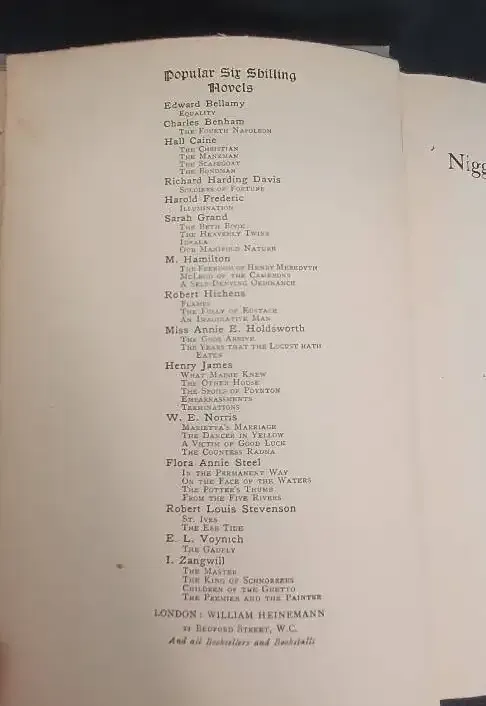 Popular Six Shilling
Novels
Edward Bellamy
Equality
Charles Benham
The Fourth Napoleon
Hall Caine
The Christian
The Manxman
The Scapegoat
The Bondman
Richard Harding Davis
Soldiers of Fortune
Harold Frederic
Illumination
Sarah Grand
The Beth Book
The Heavenly Twins
Ideala
Our Manifold Nature
M. Hamilton
The Freedom of Henry Meredyth
McLeod of the Camerons
A Self-Denying Ordinance
Robert Hichens
Flames
The Folly of Eustace
An Imaginative Man
Miss Annie E. Holdsworth
The Gods Arrive
The Years that the Locust hath
Eaten
Henry James
What Maisie Knew
The Other House
The Spoils of Poynton
Embarrassments
Terminations
W. E. Norris
Marietta's Marriage
The Dancer in Yellow
A Victim of Good Luck
The Countess Radna
Flora Annie Steel
In the Permanent Way
On the Face of the Waters
The Potter's Thumb
From the Five Rivers
Robert Louis Stevenson
St. Ives
The Ebb Tide
E. L. Voynich
The Gadfly
I. Zangwill
The Master
The King of Schnorrers
Children of the Ghetto
The Premier and the Painter
LONDON: WILLIAM HEINEMANN
21 Bedford Street, W.C.
And all Booksellers and Bookstalls